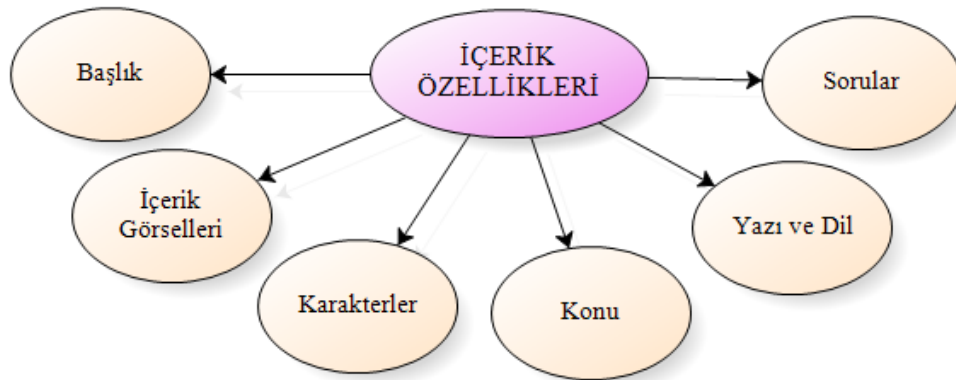 İÇERİK
ÖZELLİKLERİ
Başlık
İçerik
Görselleri
Karakterler
Konu
Yazı ve Dil
Sorular